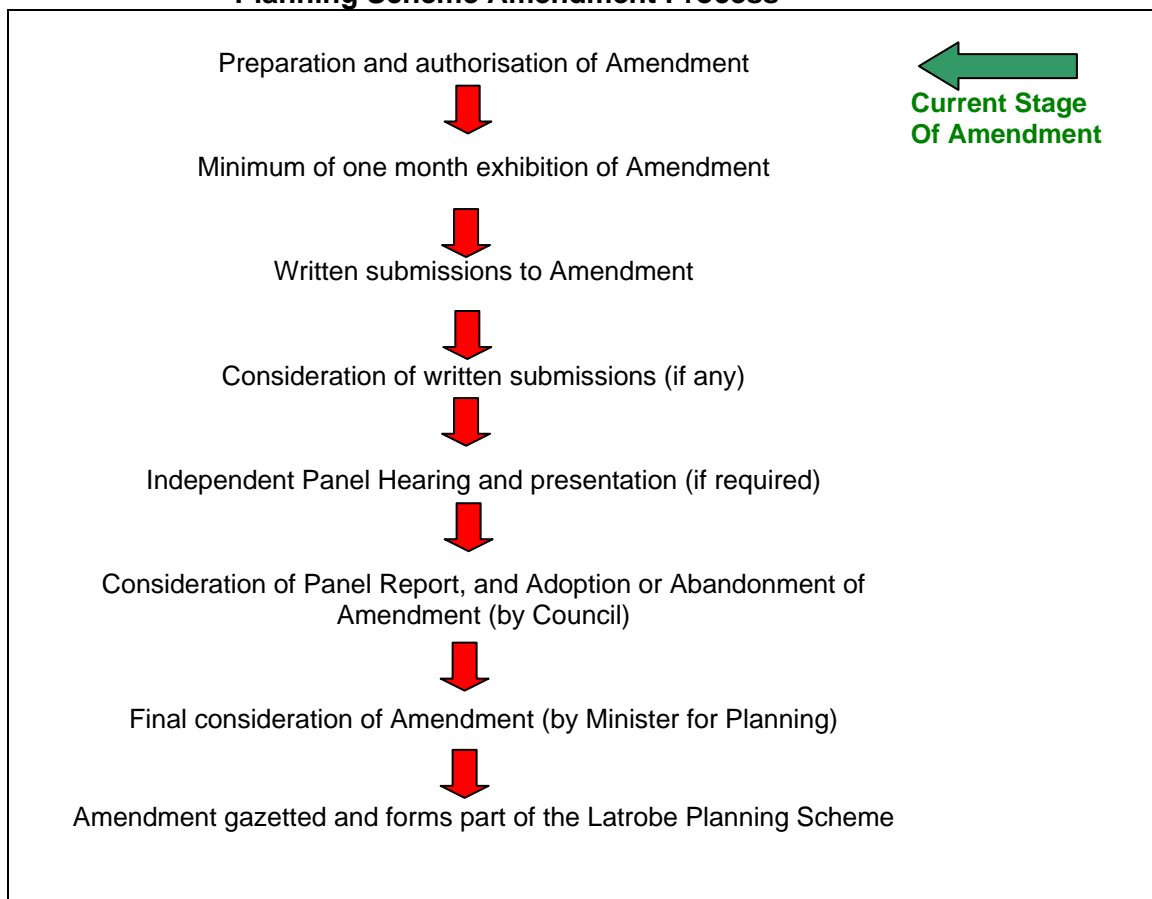 Planning Scheme Amendment Process
Preparation and authorisation of Amendment
Current Stage
Of Amendment
Minimum of one month exhibition of Amendment
Written submissions to Amendment
Consideration of written submissions (if any)
Independent Panel Hearing and presentation (if required)
Consideration of Panel Report, and Adoption or Abandonment of
Amendment (by Council)
Final consideration of Amendment (by Minister for Planning)
Amendment gazetted and forms part of the Latrobe Planning Scheme